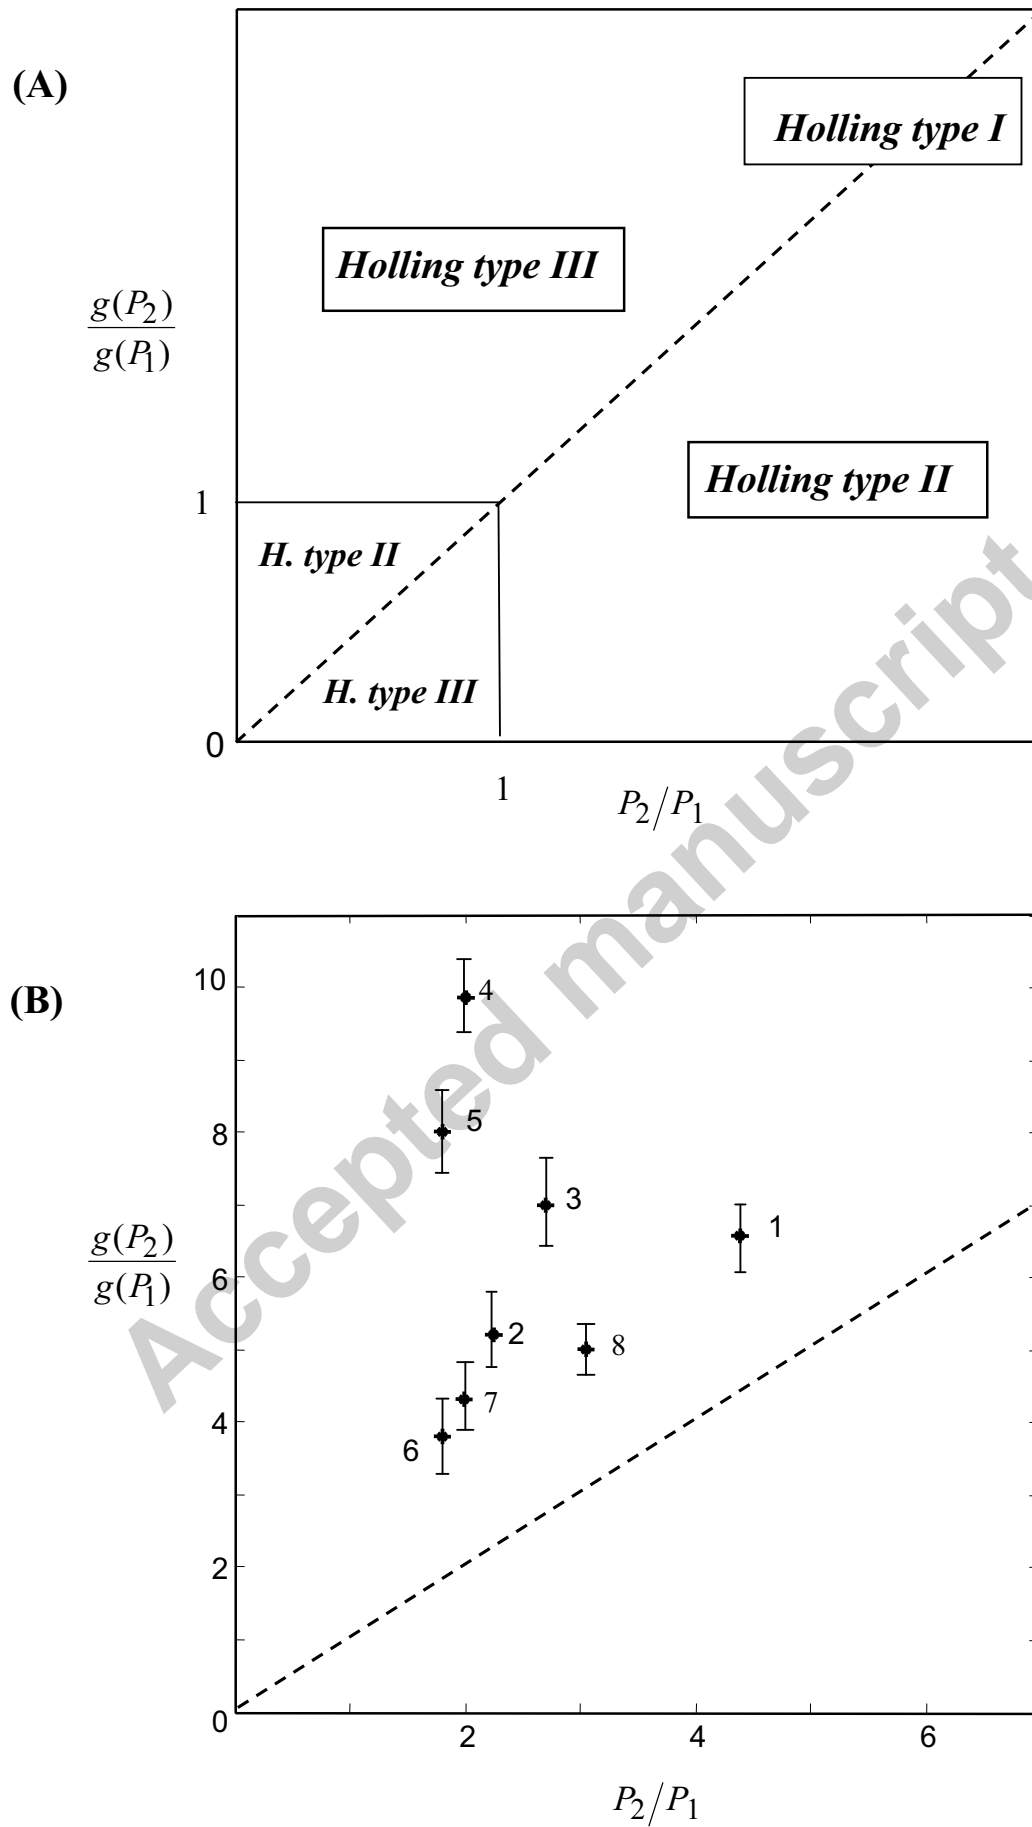 (A)
Holling type I
Holling type III
g(P2)
g(P1)
Holling type II
1
H. type II
H. type III
0
1
P2/P1
Accepted manuscript
(B)
10
4
8
5
3
1
g(P2)
g(P1)
6
2
8
7
4
6
2
0
2
4
6
P2/P1